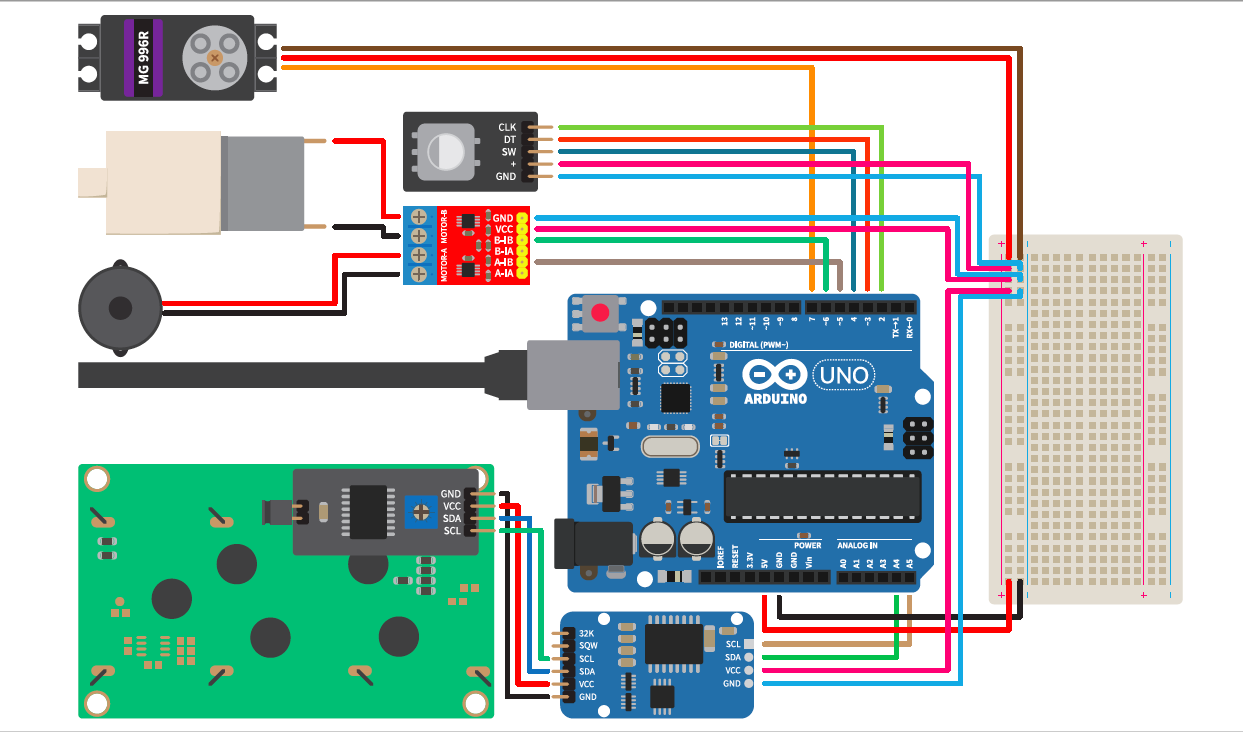 MG 996R
CLK
DT
SW
+
GND
MOTOR-B
MOTOR-A
GND
VCC
B-IB
B-IA
A-IB
A-IA
13
12
~11
~10
~9
8
7
~6
~5
4
~3
2
TX→1
RX←0
DIGITAL (PWM~)
UNO
ARDUINO
IOREF
RESET
3.3V
5V
GND
GND
Vin
POWER
ANALOG IN
A0
A1
A2
A3
A4
A5
GND
VCC
SDA
SCL
32K
SQW
SCL
SDA
VCC
GND
SCL
SDA
VCC
GND
+
+
+
+